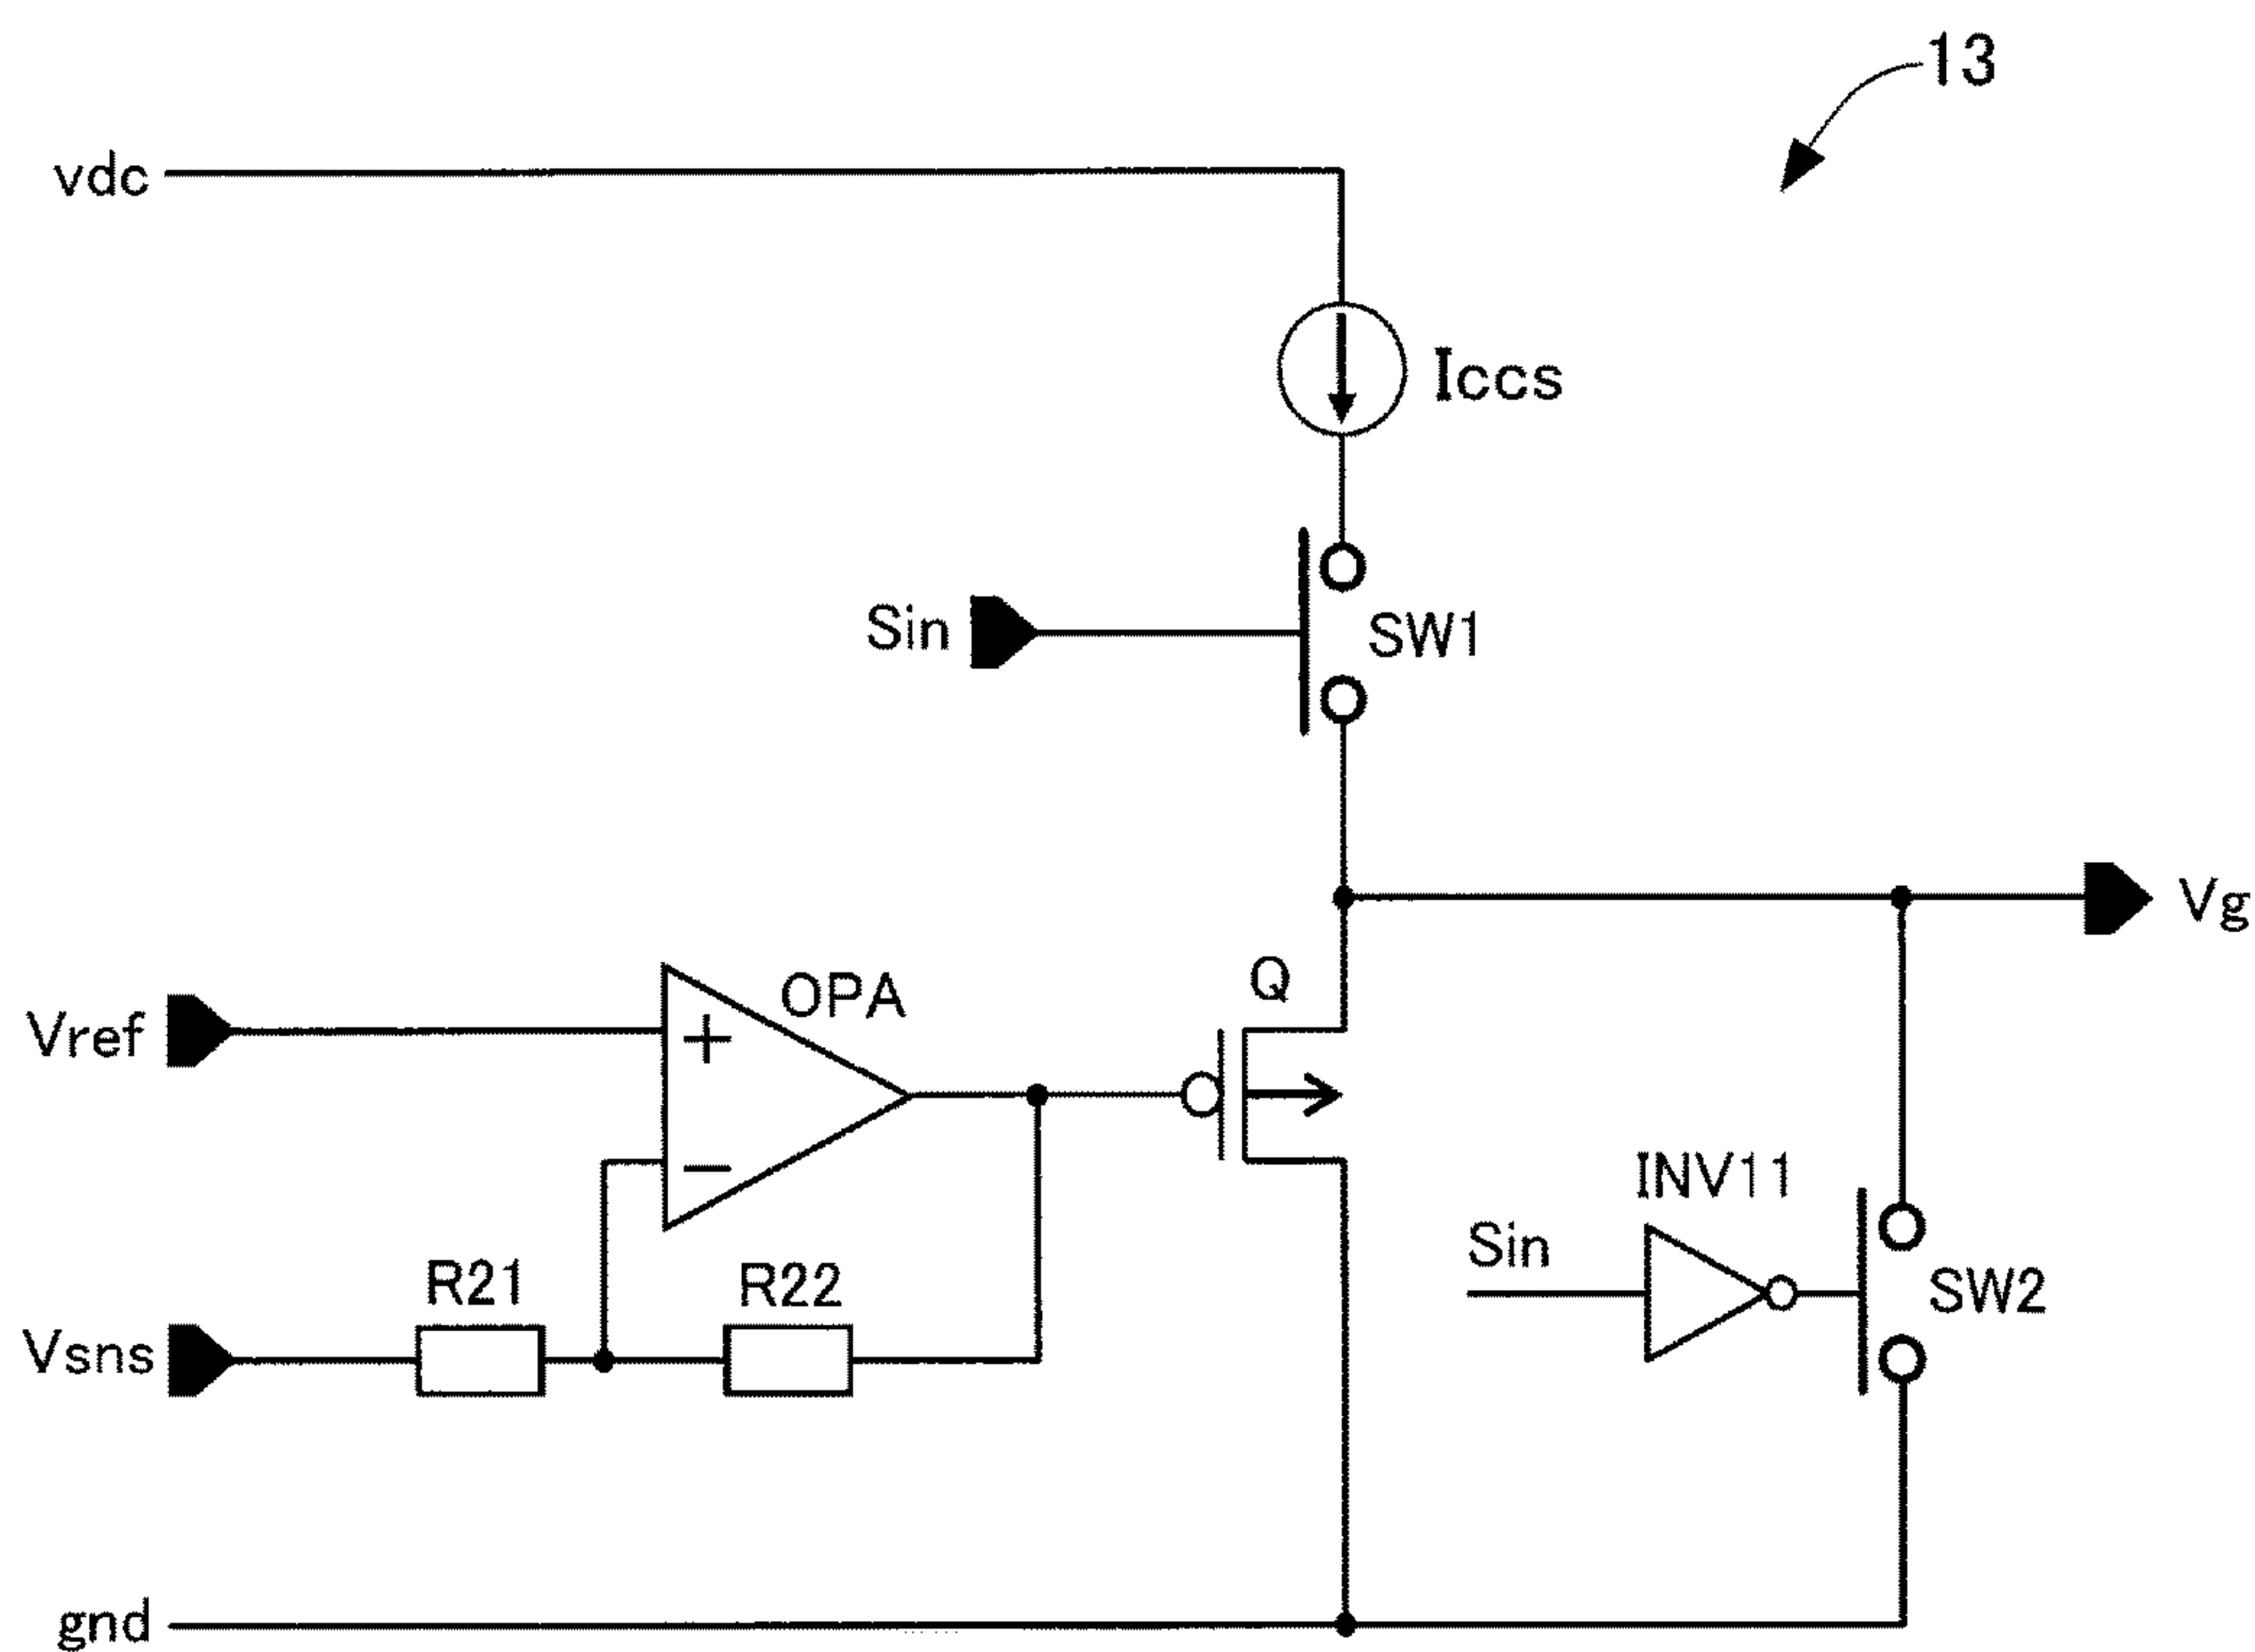 13
vdc
Iccs
Sin
SW1
Vg
Q
OPA
Vref
+
−
INV11
Sin
SW2
R21
R22
Vsns
gnd